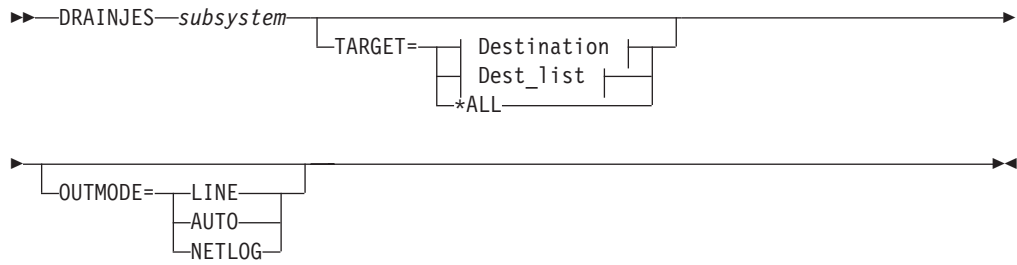 DRAINJES subsystem
TARGET= Destination
Dest_list
*ALL
OUTMODE= LINE
AUTO
NETLOG